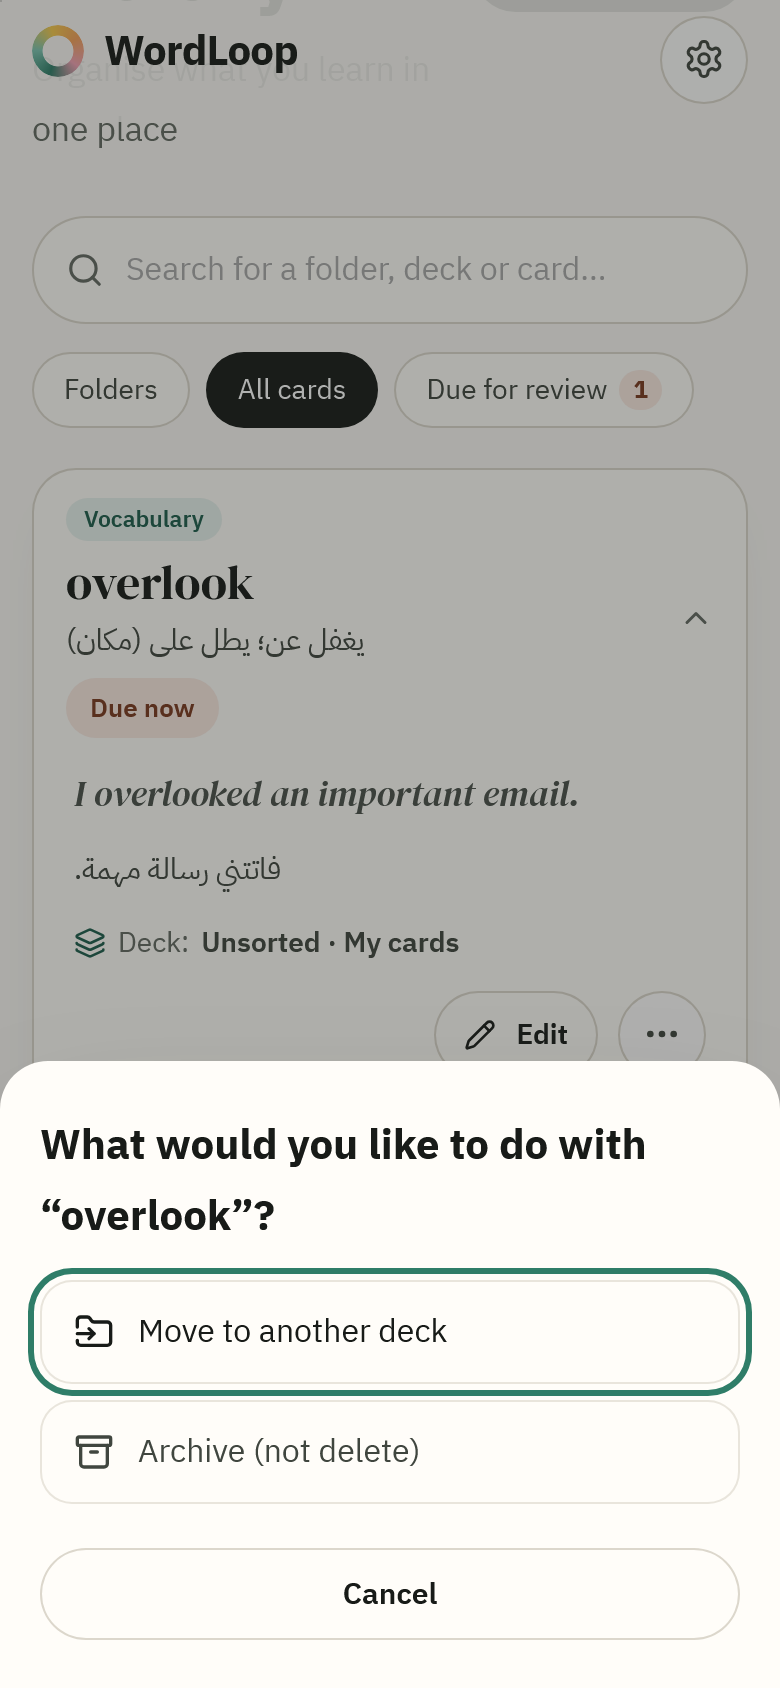 WordLoop
Organise what you learn in
one place
Search for a folder, deck or card...
Folders
All cards
Due for review 1
Vocabulary
overlook
يغفل عن؛ يطل على (مكان)
Due now
I overlooked an important email.
فاتتني رسالة مهمة.
Deck: Unsorted · My cards
Edit
What would you like to do with
“overlook”?
Move to another deck
Archive (not delete)
Cancel